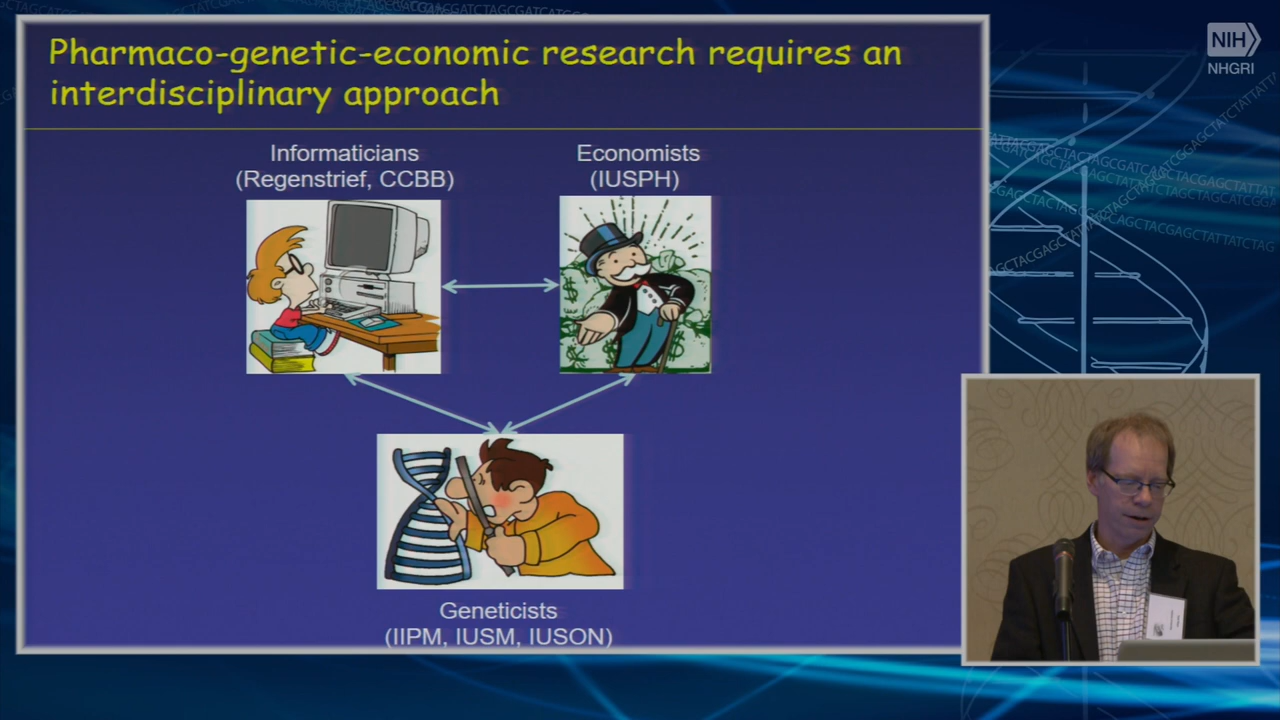 Pharmaco-genetic-economic research requires an
interdisciplinary approach
Informaticians
(Regenstrief, CCBB)
Economists
(IUSPH)
Geneticists
(IIPM, IUSM, IUSON)
NIH
NHGRI